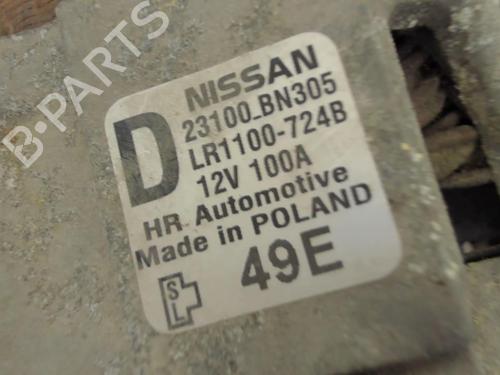 NISSAN
D
23100_BN305
LR1100-724B
12V 100A
HR Automotive
Made in POLAND
49E
S
L
B-PARTS